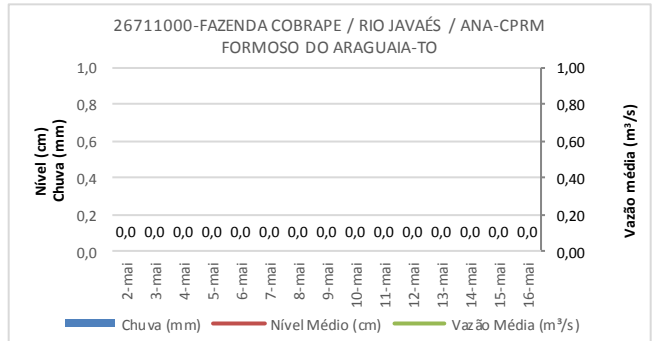 26711000-FAZENDA COBRAPE / RIO JAVAÉS / ANA-CPRM
FORMOSO DO ARAGUAIA-TO
Nível (cm)
Chuva (mm)
1,0
0,8
0,6
0,4
0,2
0,0
0,0 0,0 0,0 0,0 0,0 0,0 0,0 0,0 0,0 0,0 0,0 0,0 0,0 0,0 0,0
1,00
0,80
0,60
0,40
0,20
0,00
Vazão média (m³/s)
2-mai
3-mai
4-mai
5-mai
6-mai
7-mai
8-mai
9-mai
10-mai
11-mai
12-mai
13-mai
14-mai
15-mai
16-mai
Chuva (mm) Nível Médio (cm) Vazão Média (m³/s)